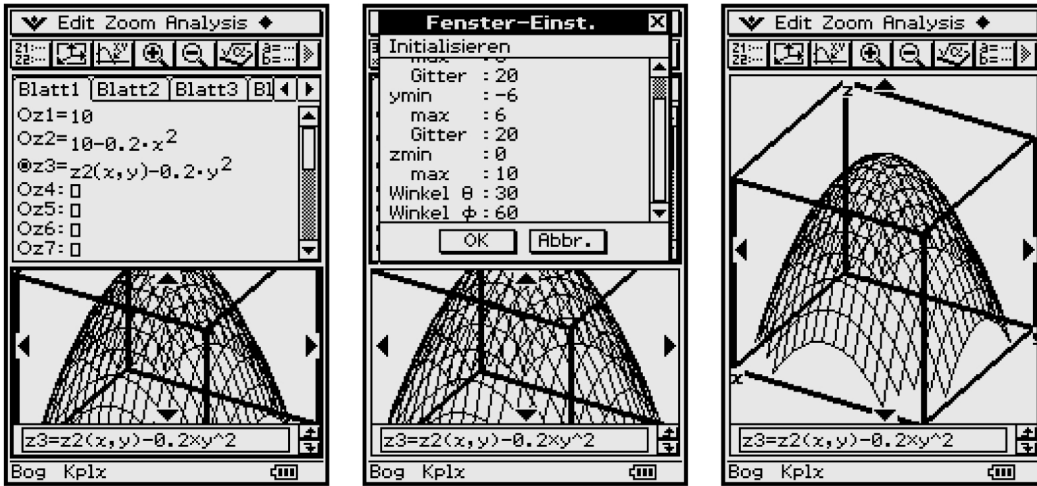 Edit Zoom Analysis
Blatt1 Blatt2 Blatt3 Bl
z1=10
z2=10-0.2·x²
z3=z2(x,y)-0.2·y²
z4:
z5:
z6:
z7:
z3=z2(x,y)-0.2×y^2
Bog Kplx
Fenster-Einst. X
Initialisieren
max
Gitter :20
ymin :-6
max :6
Gitter :20
zmin :0
max :10
Winkel θ :30
Winkel ϕ :60
OK Abbr.
z3=z2(x,y)-0.2×y^2
Bog Kplx
Edit Zoom Analysis
z
x
z3=z2(x,y)-0.2×y^2
Bog Kplx